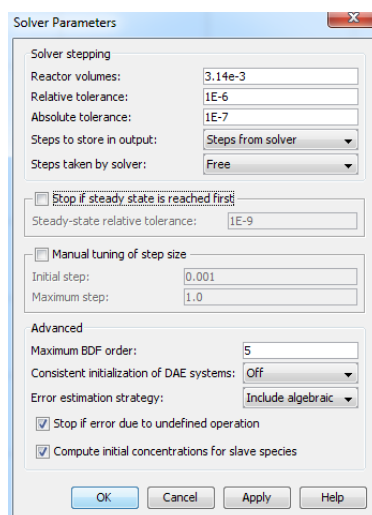 Solver Parameters
Solver stepping
Reactor volumes: 3.14e-3
Relative tolerance: 1E-6
Absolute tolerance: 1E-7
Steps to store in output: Steps from solver
Steps taken by solver: Free
Stop if steady state is reached first
Steady-state relative tolerance: 1E-9
Manual tuning of step size
Initial step: 0.001
Maximum step: 1.0
Advanced
Maximum BDF order: 5
Consistent initialization of DAE systems: Off
Error estimation strategy: Include algebraic
Stop if error due to undefined operation
Compute initial concentrations for slave species
OK Cancel Apply Help